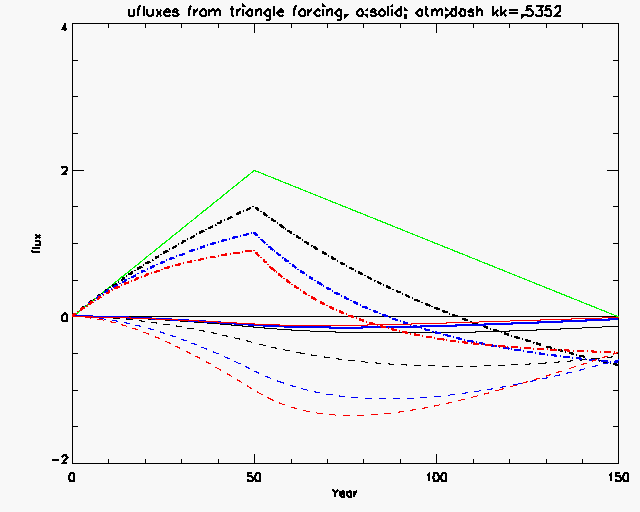 ufluxes from triangle forcing, a:solid; atm:dash kk=.5352
4
2
flux
0
-2
0 50 100 150
Year